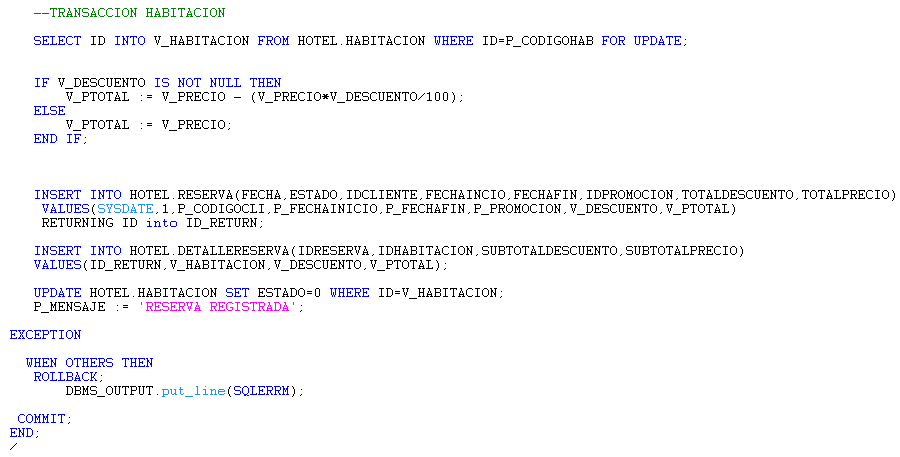 --TRANSACCION HABITACION
SELECT ID INTO V_HABITACION FROM HOTEL.HABITACION WHERE ID=P_CODIGOHAB FOR UPDATE;
IF V_DESCUENTO IS NOT NULL THEN
V_PTOTAL := V_PRECIO - (V_PRECIO*V_DESCUENTO/100);
ELSE
V_PTOTAL := V_PRECIO;
END IF;
INSERT INTO HOTEL.RESERVA(FECHA,ESTADO,IDCLIENTE,FECHAINCIO,FECHAFIN,IDPROMOCION,TOTALDESCUENTO,TOTALPRECIO)
VALUES(SYSDATE,1,P_CODIGOCLI,P_FECHAINICIO,P_FECHAFIN,P_PROMOCION,V_DESCUENTO,V_PTOTAL)
RETURNING ID into ID_RETURN;
INSERT INTO HOTEL.DETALLERESERVA(IDRESERVA,IDHABITACION,SUBTOTALDESCUENTO,SUBTOTALPRECIO)
VALUES(ID_RETURN,V_HABITACION,V_DESCUENTO,V_PTOTAL);
UPDATE HOTEL.HABITACION SET ESTADO=0 WHERE ID=V_HABITACION;
P_MENSAJE := 'RESERVA REGISTRADA';
EXCEPTION
WHEN OTHERS THEN
ROLLBACK;
DBMS_OUTPUT.put_line(SQLERRM);
COMMIT;
END;
/